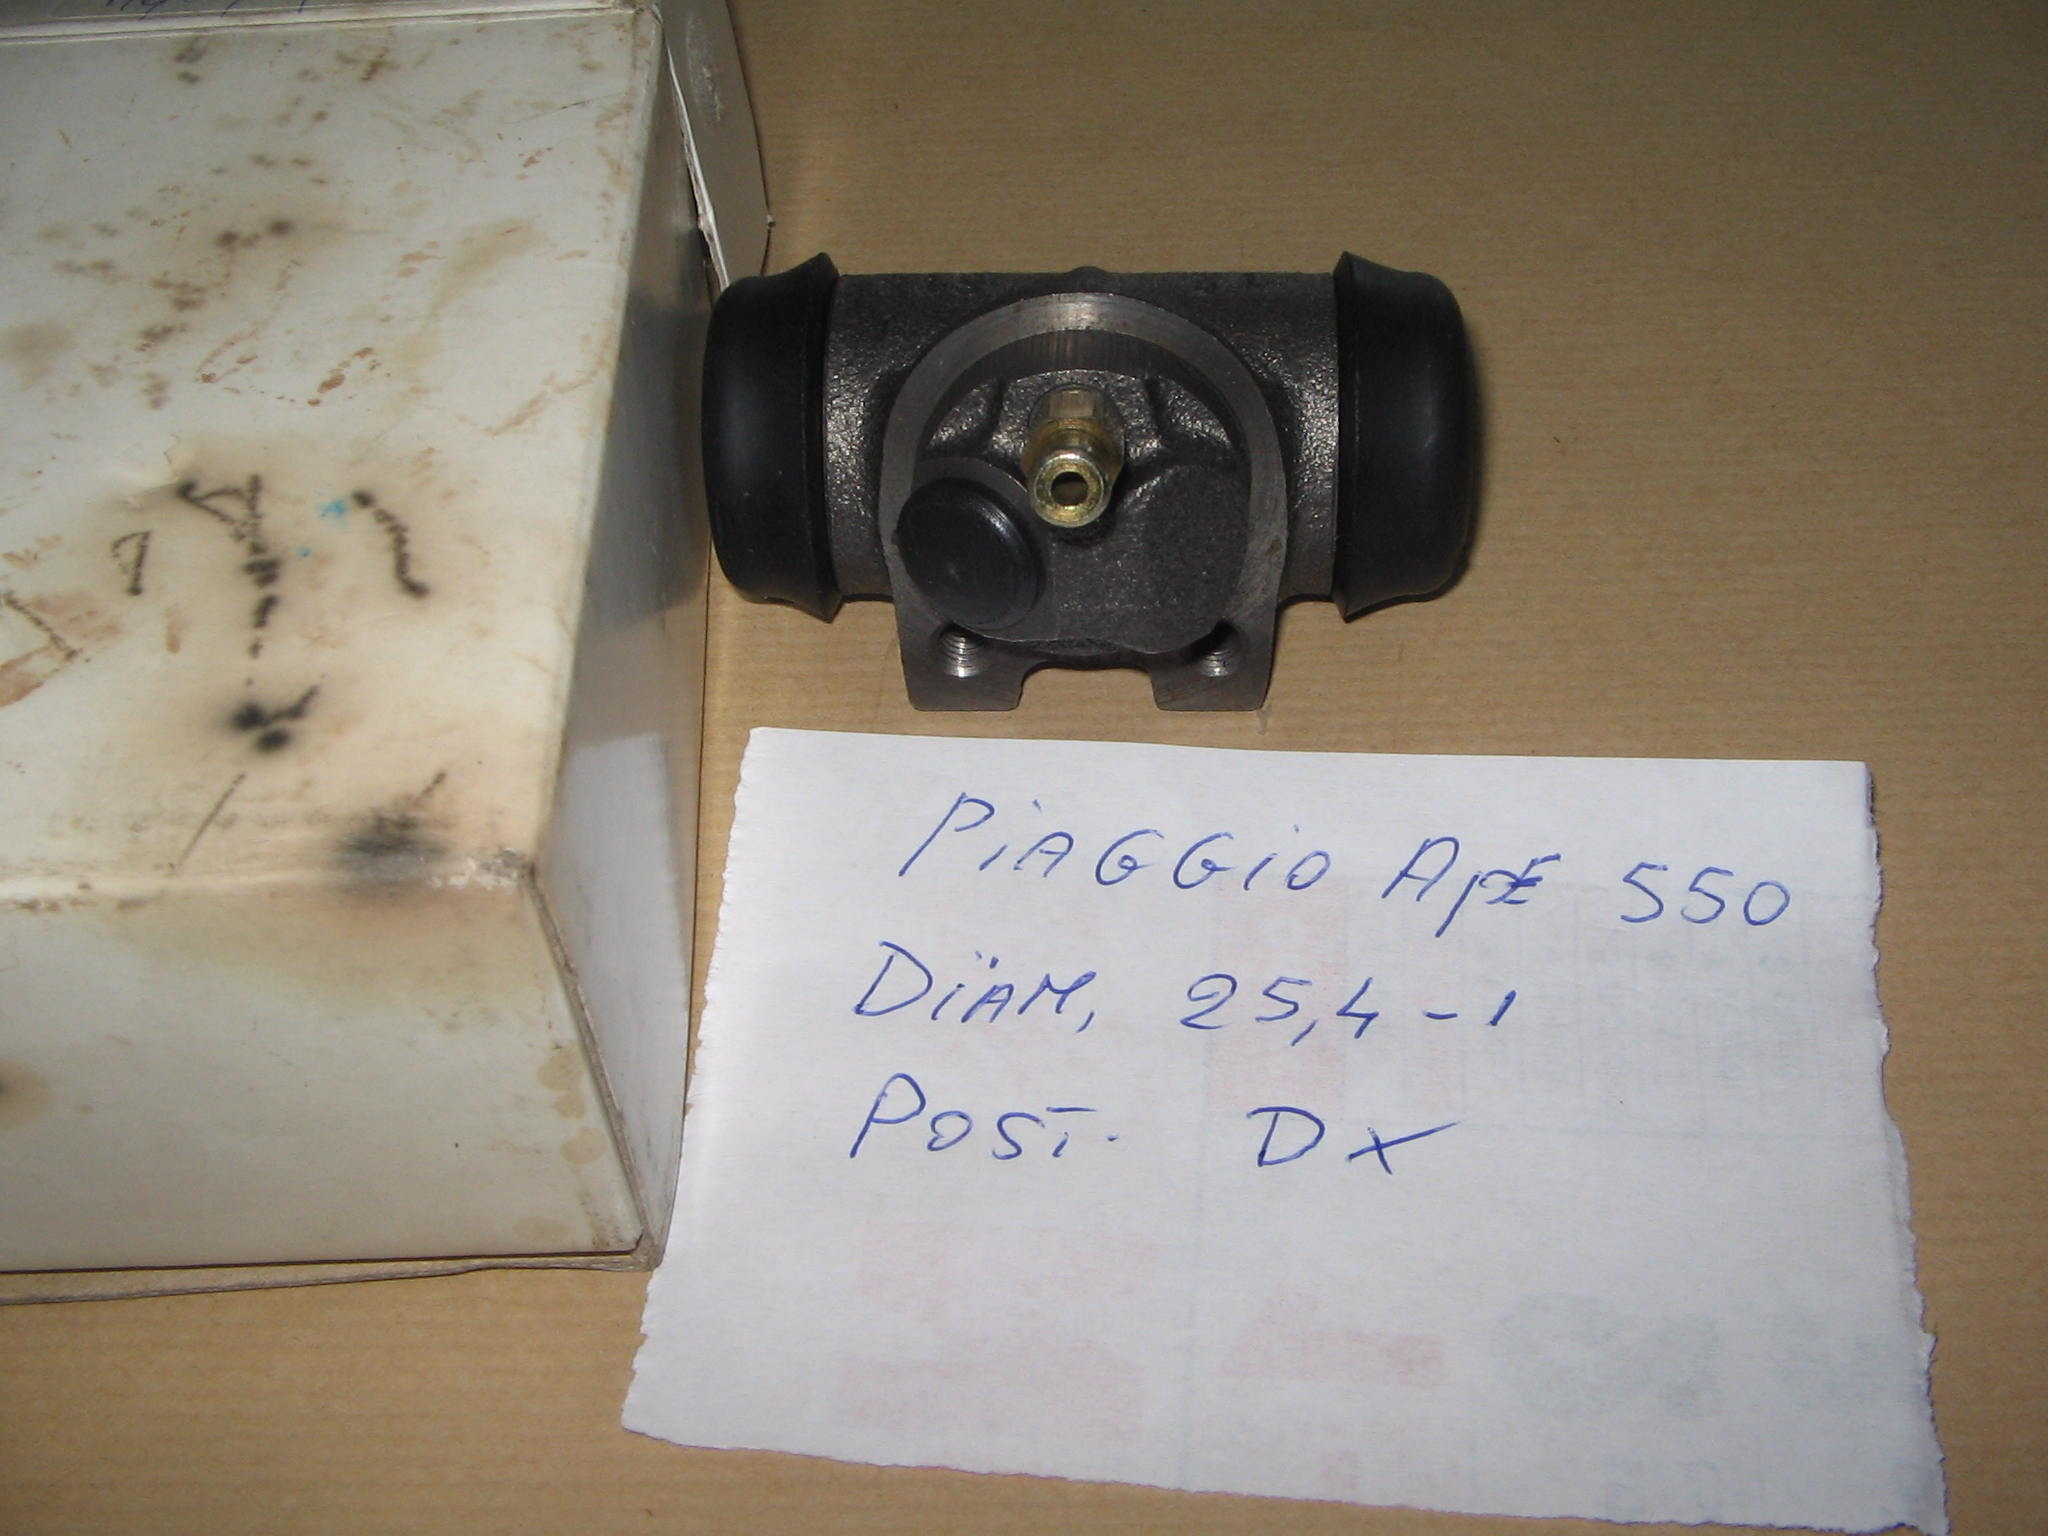 PiAGGiO ApE 550
DiAM, 25,4 - 1
POST. DX